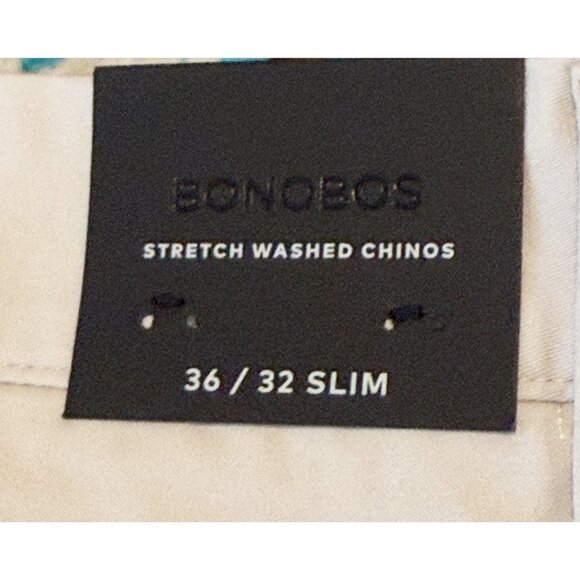 BONOBOS
STRETCH WASHED CHINOS
36 / 32 SLIM